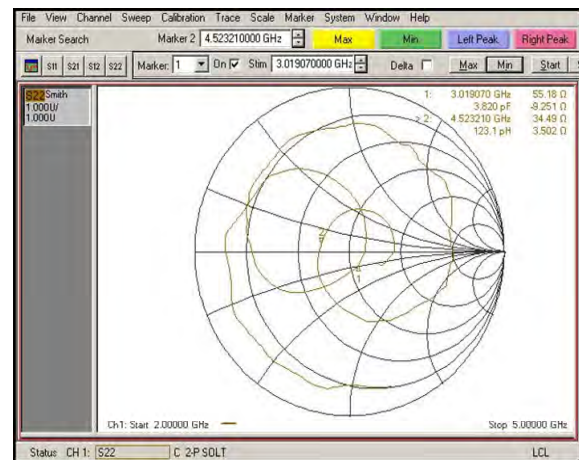 File View Channel Sweep Calibration Trace Scale Marker System Window Help
Marker Search Marker 2 4.523210000 GHz Max Min Left Peak Right Peak
S11 S21 S12 S22 Marker: 1 On Stim 3.019070000 GHz Delta Max Min Start
S22 Smith
1.000U/
1.000U
1: 3.019070 GHz 55.18 Ω
3.820 pF -9.251 Ω
> 2: 4.523210 GHz 34.49 Ω
123.1 pH 3.502 Ω
2
1
Ch1: Start 2.00000 GHz Stop 5.00000 GHz
Status CH 1: S22 C 2-P SOLT LCL